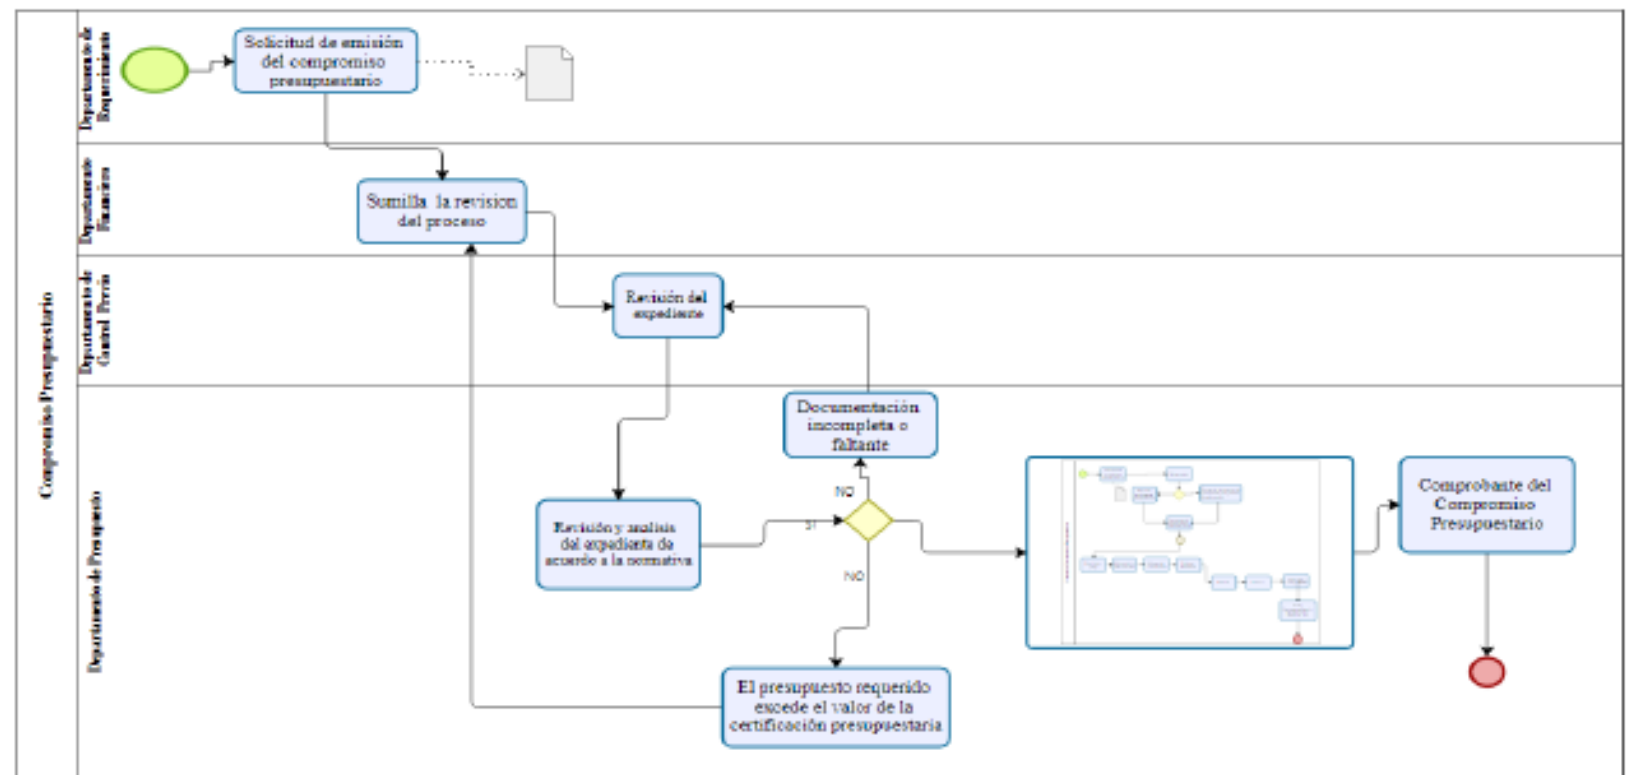 Compromiso Presupuestario
Departamento de
Requerimiento
Solicitud de emisión
del compromiso
presupuestario
Departamento
Financiero
Sumilla la revision
del proceso
Departamento de
Control Previo
Revisión del
expediente
Departamento de Presupuesto
Documentación
incompleta o
faltante
NO
Revisión y analisis
del expediente de
acuerdo a la normativa
SI
NO
El presupuesto requerido
excede el valor de la
certificación presupuestaria
Comprobante del
Compromiso
Presupuestario